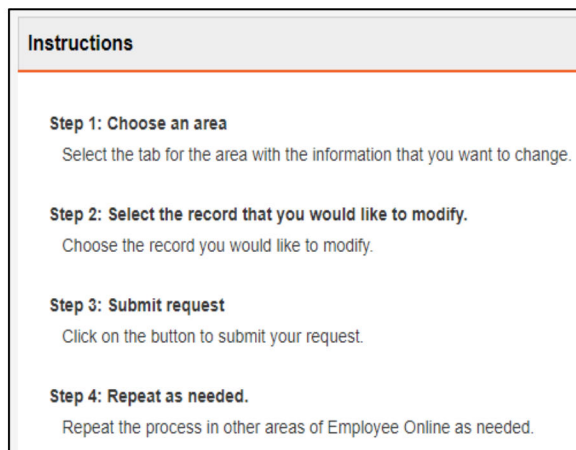 Instructions
Step 1: Choose an area
Select the tab for the area with the information that you want to change.
Step 2: Select the record that you would like to modify.
Choose the record you would like to modify.
Step 3: Submit request
Click on the button to submit your request.
Step 4: Repeat as needed.
Repeat the process in other areas of Employee Online as needed.